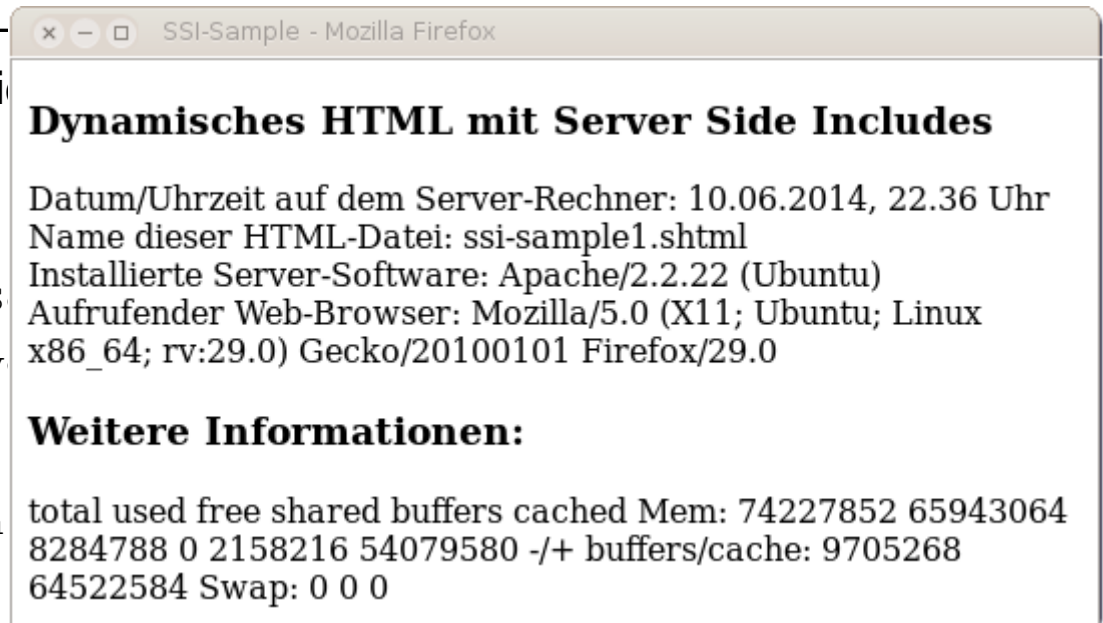 SSI-Sample - Mozilla Firefox
Dynamisches HTML mit Server Side Includes
Datum/Uhrzeit auf dem Server-Rechner: 10.06.2014, 22.36 Uhr
Name dieser HTML-Datei: ssi-sample1.shtml
Installierte Server-Software: Apache/2.2.22 (Ubuntu)
Aufrufender Web-Browser: Mozilla/5.0 (X11; Ubuntu; Linux
x86_64; rv:29.0) Gecko/20100101 Firefox/29.0
Weitere Informationen:
total used free shared buffers cached Mem: 74227852 65943064
8284788 0 2158216 54079580 -/+ buffers/cache: 9705268
64522584 Swap: 0 0 0